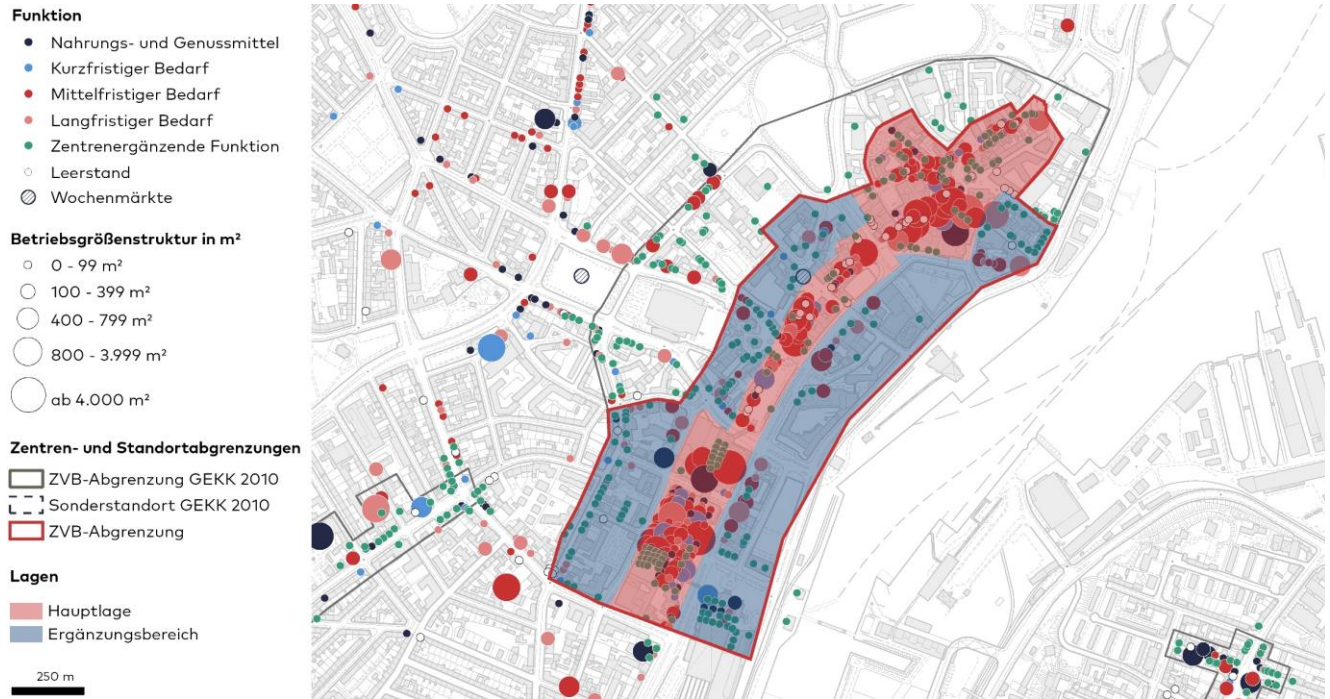 Funktion
Nahrungs- und Genussmittel
Kurzfristiger Bedarf
Mittelfristiger Bedarf
Langfristiger Bedarf
Zentrenergänzende Funktion
Leerstand
Wochenmärkte
Betriebsgrößenstruktur in m²
0 - 99 m²
100 - 399 m²
400 - 799 m²
800 - 3.999 m²
ab 4.000 m²
Zentren- und Standortabgrenzungen
ZVB-Abgrenzung GEKK 2010
Sonderstandort GEKK 2010
ZVB-Abgrenzung
Lagen
Hauptlage
Ergänzungsbereich
250 m